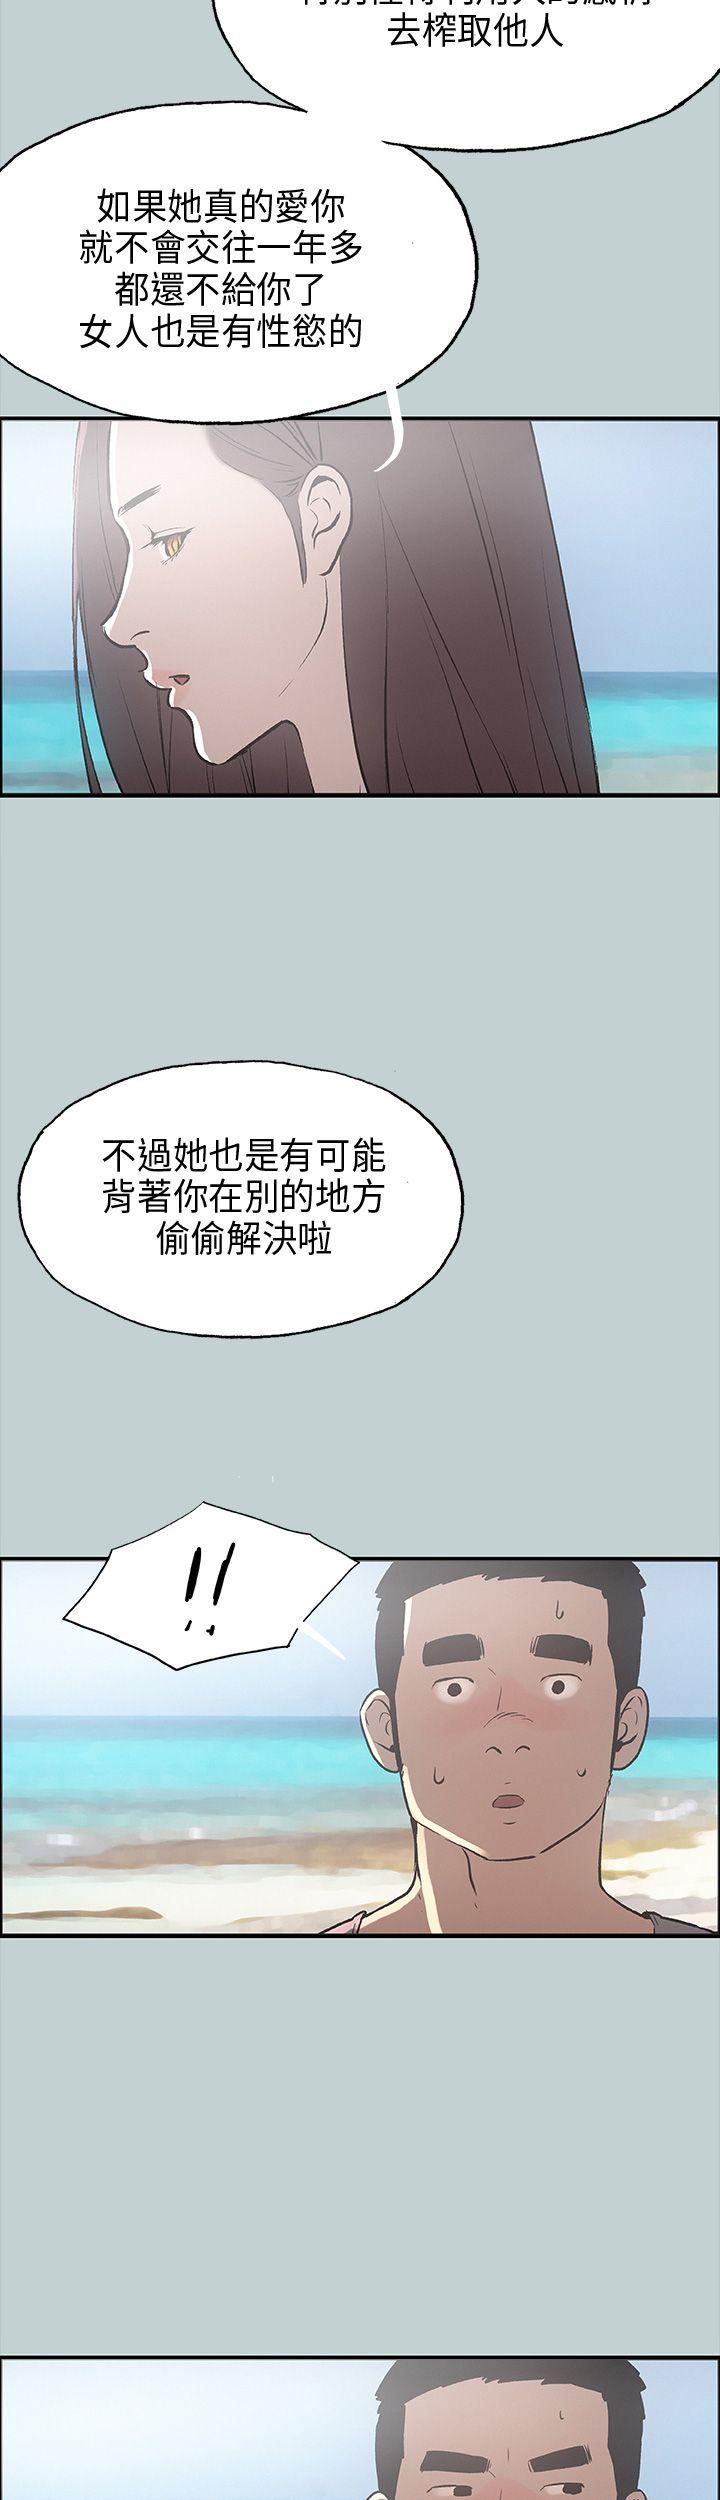 去榨取他人
如果她真的愛你
就不會交往一年多
都還不給你了
女人也是有性慾的
不過她也是有可能
背著你在別的地方
偷偷解決啦
!!